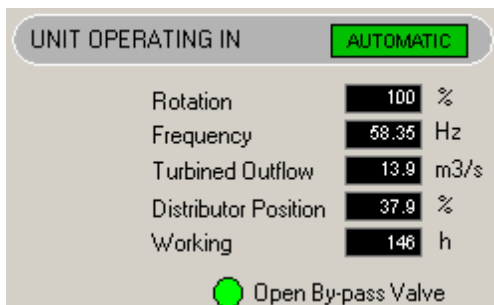 UNIT OPERATING IN AUTOMATIC
Rotation 100 %
Frequency 58.35 Hz
Turbined Outflow 13.9 m3/s
Distributor Position 37.9 %
Working 146 h
Open By-pass Valve